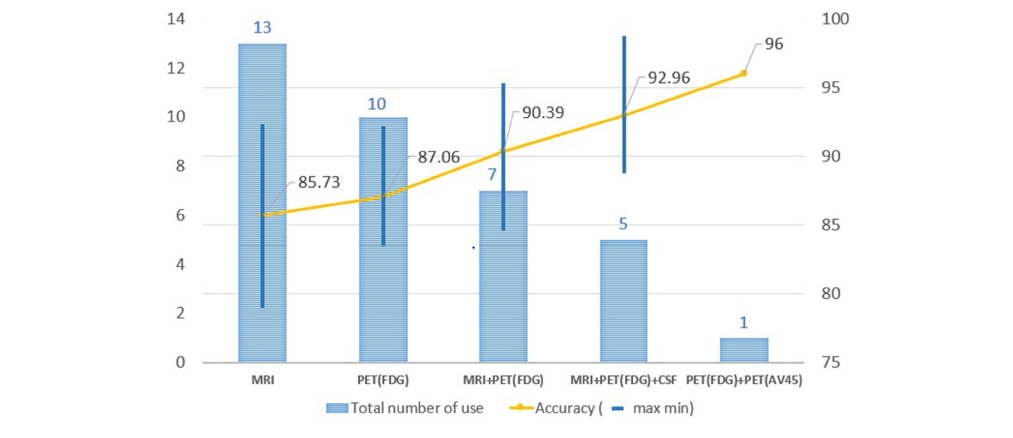 14 100
13 96
12 95
92.96
10 10 90.39
8 87.06 90
7
85.73
6 5 85
4
80
2 1
0 75
MRI PET(FDG) MRI+PET(FDG) MRI+PET(FDG)+CSF PET(FDG)+PET(AV45)
Total number of use Accuracy ( max min)